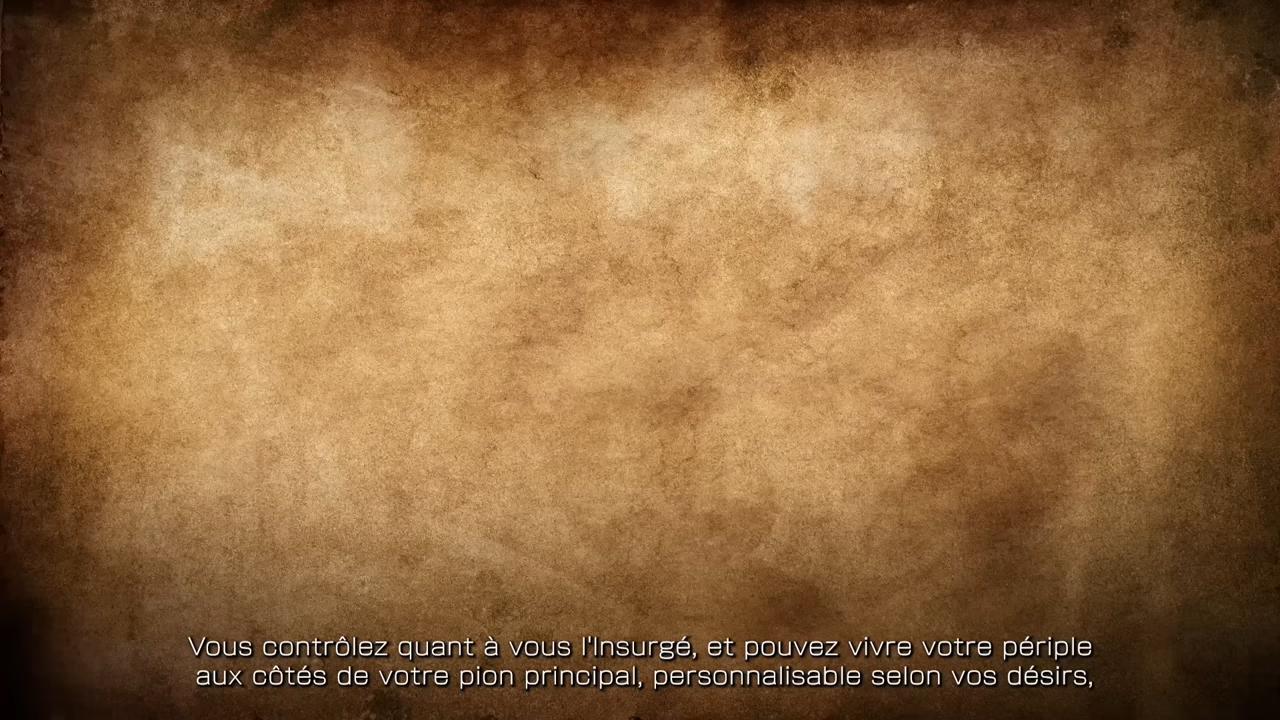 Vous contrôlez quant à vous l'Insurgé, et pouvez vivre votre périple
aux côtés de votre pion principal, personnalisable selon vos désirs,